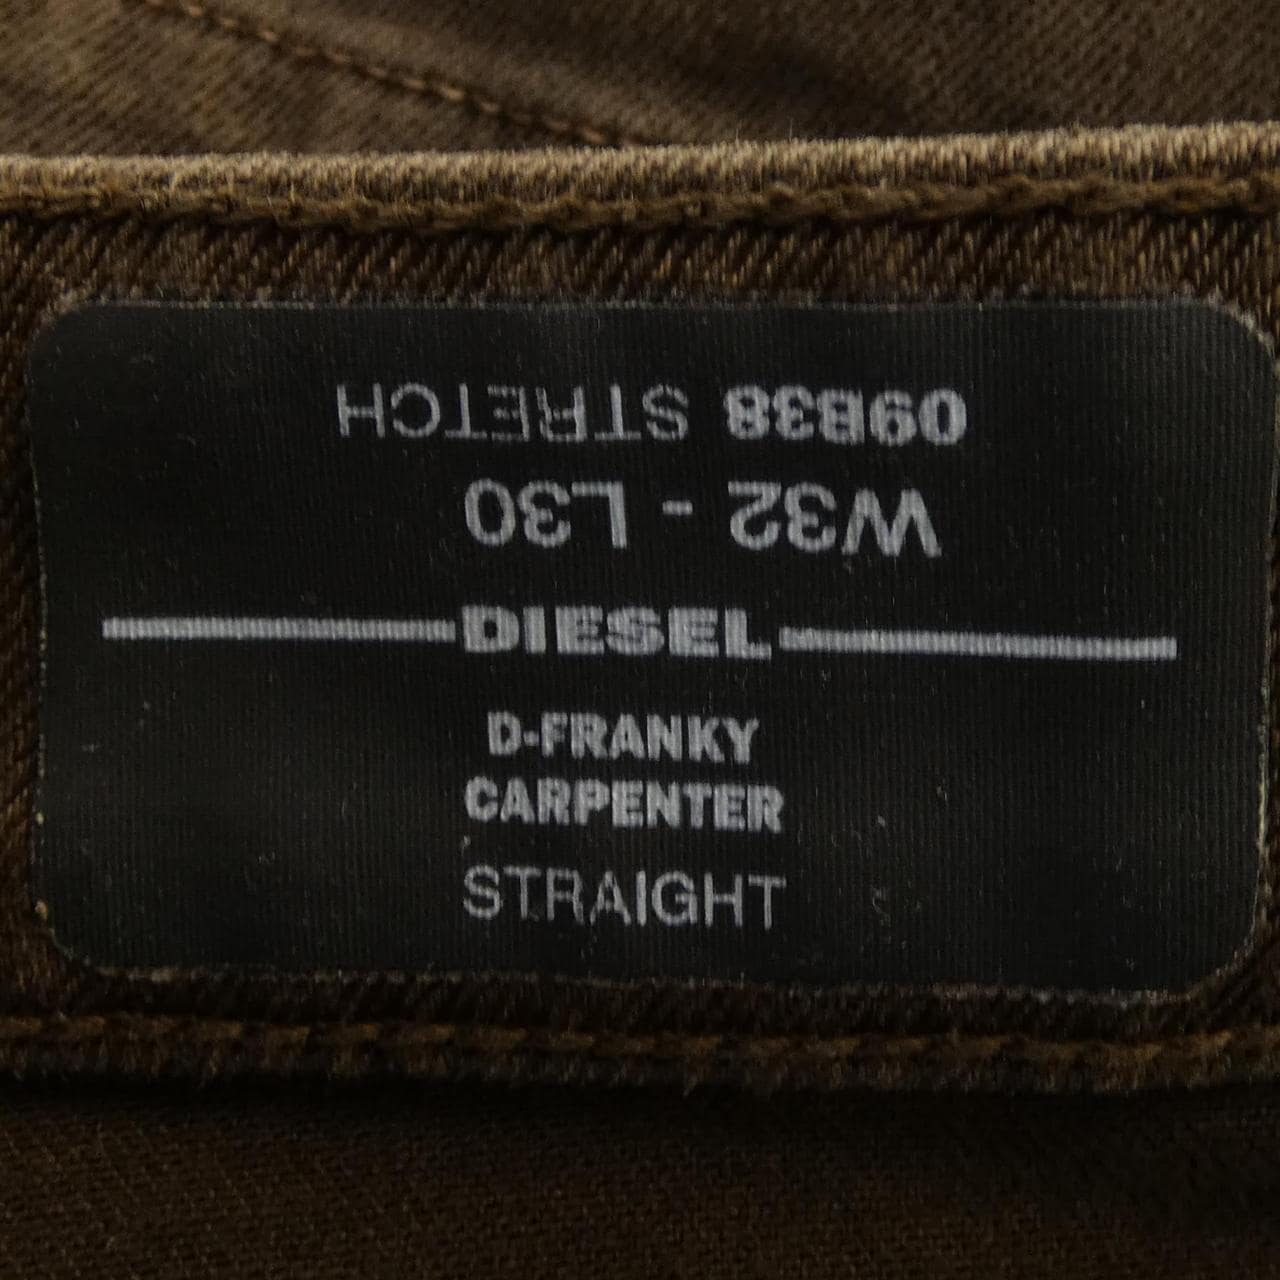 09B38 STRETCH
W32 - L30
DIESEL
D-FRANKY
CARPENTER
STRAIGHT